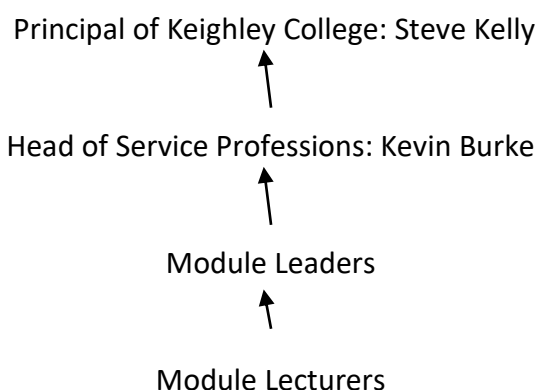 Principal of Keighley College: Steve Kelly
Head of Service Professions: Kevin Burke
Module Leaders
Module Lecturers